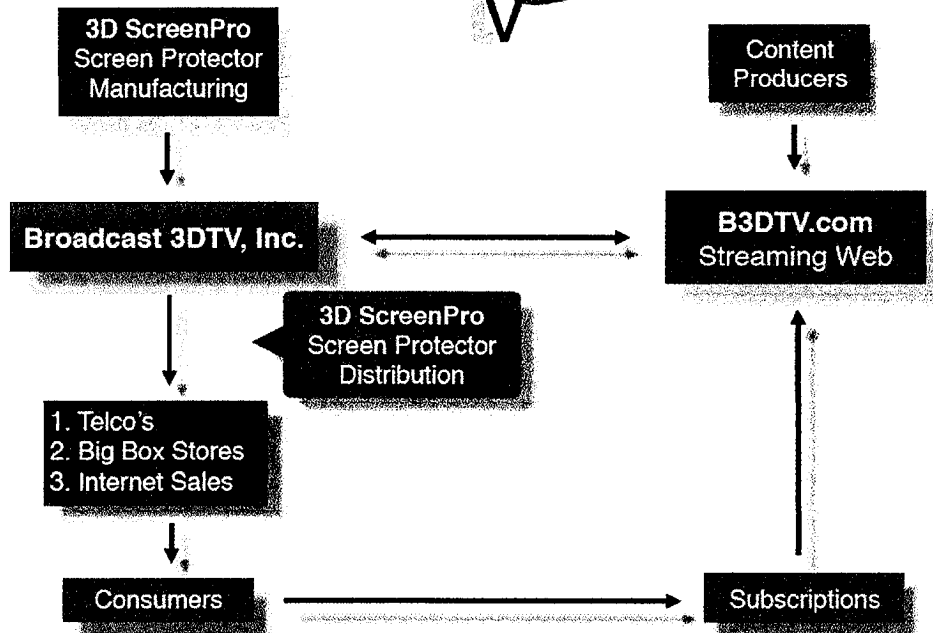 3D ScreenPro
Screen Protector
Manufacturing
Content
Producers
Broadcast 3DTV, Inc.
B3DTV.com
Streaming Web
3D ScreenPro
Screen Protector
Distribution
1. Telco's
2. Big Box Stores
3. Internet Sales
Consumers
Subscriptions